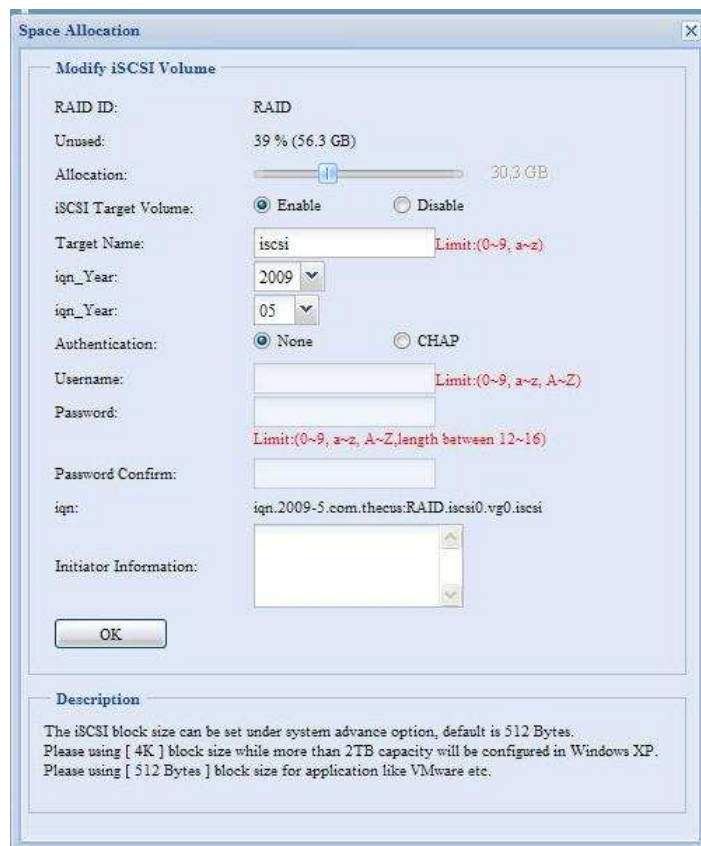 Space Allocation
Modify iSCSI Volume
RAID ID: RAID
Unused: 39 % (56.3 GB)
Allocation: 30.3 GB
iSCSI Target Volume: Enable Disable
Target Name: iscsi Limit:(0~9, a~z)
iqn_Year: 2009
iqn_Year: 05
Authentication: None CHAP
Username: Limit:(0~9, a~z, A~Z)
Password:
Limit:(0~9, a~z, A~Z,length between 12~16)
Password Confirm:
iqn: iqn.2009-5.com.thecus:RAID.iscsi0.vg0.iscsi
Initiator Information:
OK
Description
The iSCSI block size can be set under system advance option, default is 512 Bytes.
Please using [ 4K ] block size while more than 2TB capacity will be configured in Windows XP.
Please using [ 512 Bytes ] block size for application like VMware etc.